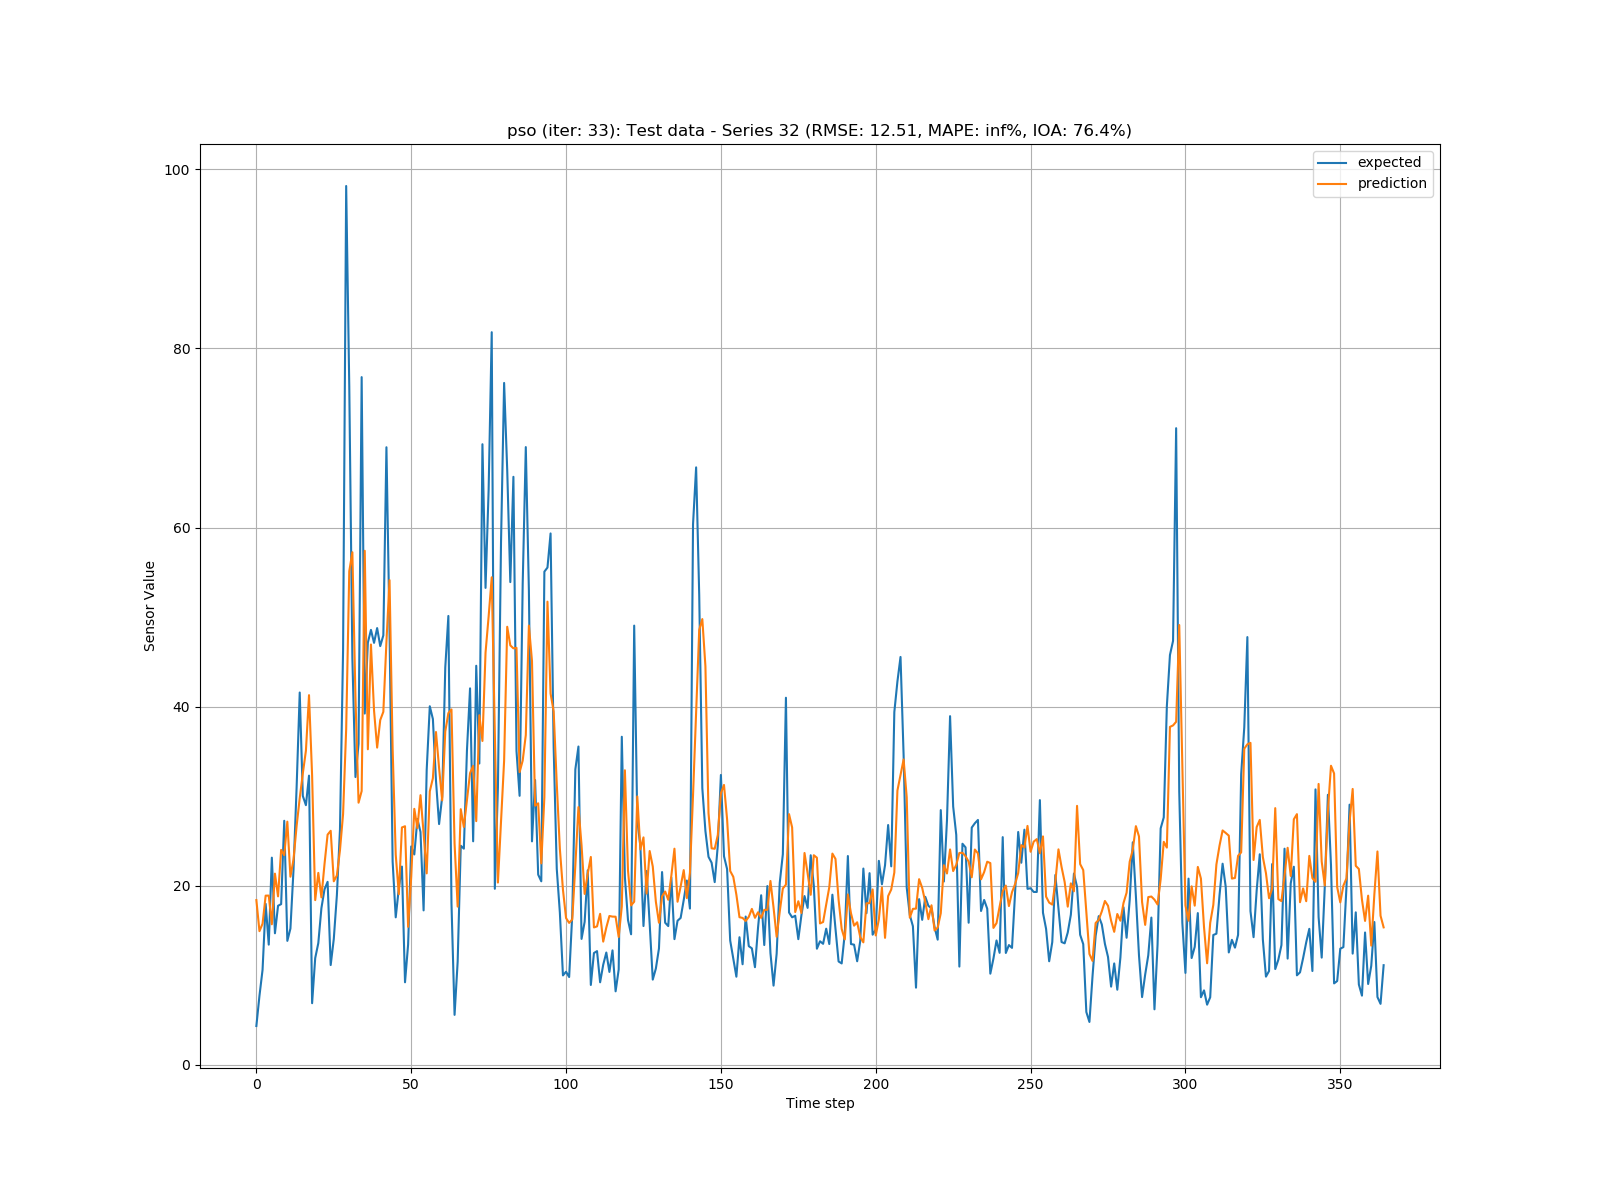 pso (iter: 33): Test data - Series 32 (RMSE: 12.51, MAPE: inf%, IOA: 76.4%)
expected
prediction
100
80
60
40
20
0
Sensor Value
0 50 100 150 200 250 300 350
Time step